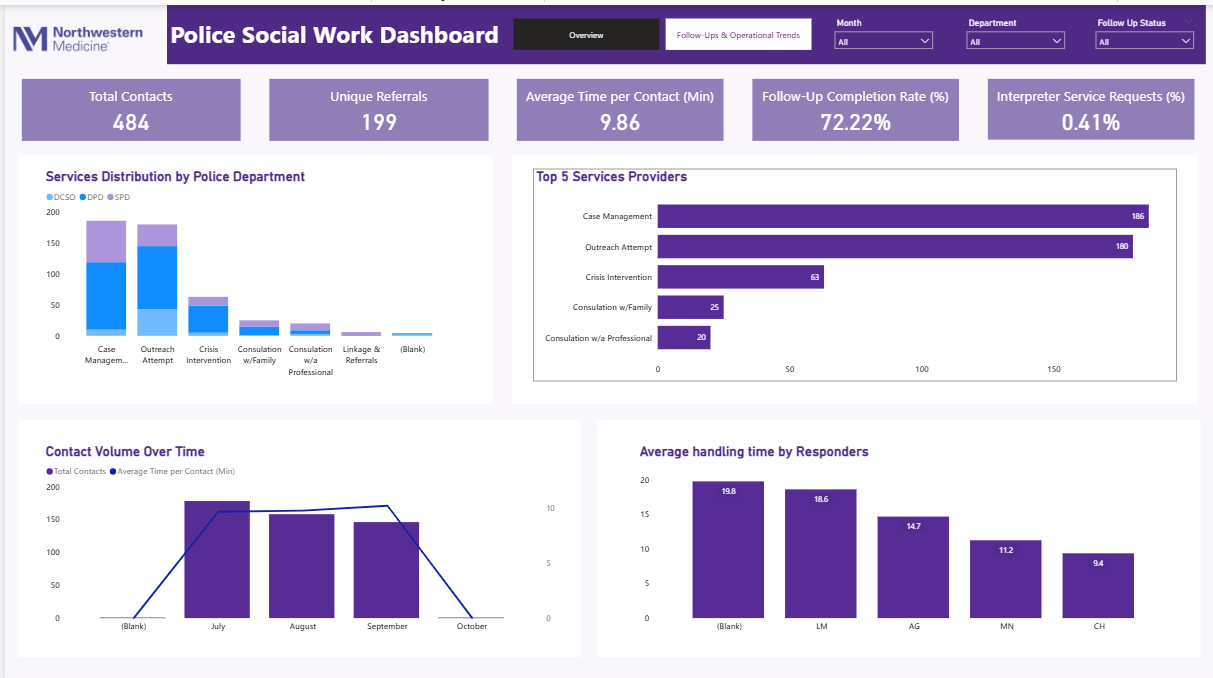 Northwestern
Medicine
Police Social Work Dashboard
Overview
Follow-Ups & Operational Trends
Month
All
Department
All
Follow Up Status
All
Total Contacts
484
Unique Referrals
199
Average Time per Contact (Min)
9.86
Follow-Up Completion Rate (%)
72.22%
Interpreter Service Requests (%)
0.41%
Services Distribution by Police Department
DCSO DPD SPD
200
150
100
50
0
Case
Managem...
Outreach
Attempt
Crisis
Intervention
Consulation
w/Family
Consulation
w/a
Professional
Linkage &
Referrals
(Blank)
Top 5 Services Providers
Case Management 186
Outreach Attempt 180
Crisis Intervention 63
Consulation w/Family 25
Consulation w/a Professional 20
0 50 100 150
Contact Volume Over Time
Total Contacts Average Time per Contact (Min)
200
150
100
50
0
10
5
0
(Blank) July August September October
Average handling time by Responders
20
15
10
5
0
19.8 18.6 14.7 11.2 9.4
(Blank) LM AG MN CH